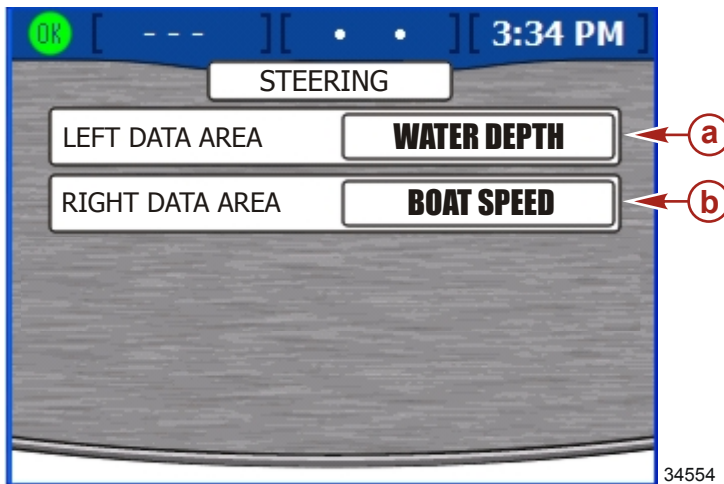 OK [ - - - ][ • • ][ 3:34 PM ]
STEERING
LEFT DATA AREA WATER DEPTH a
RIGHT DATA AREA BOAT SPEED b
34554